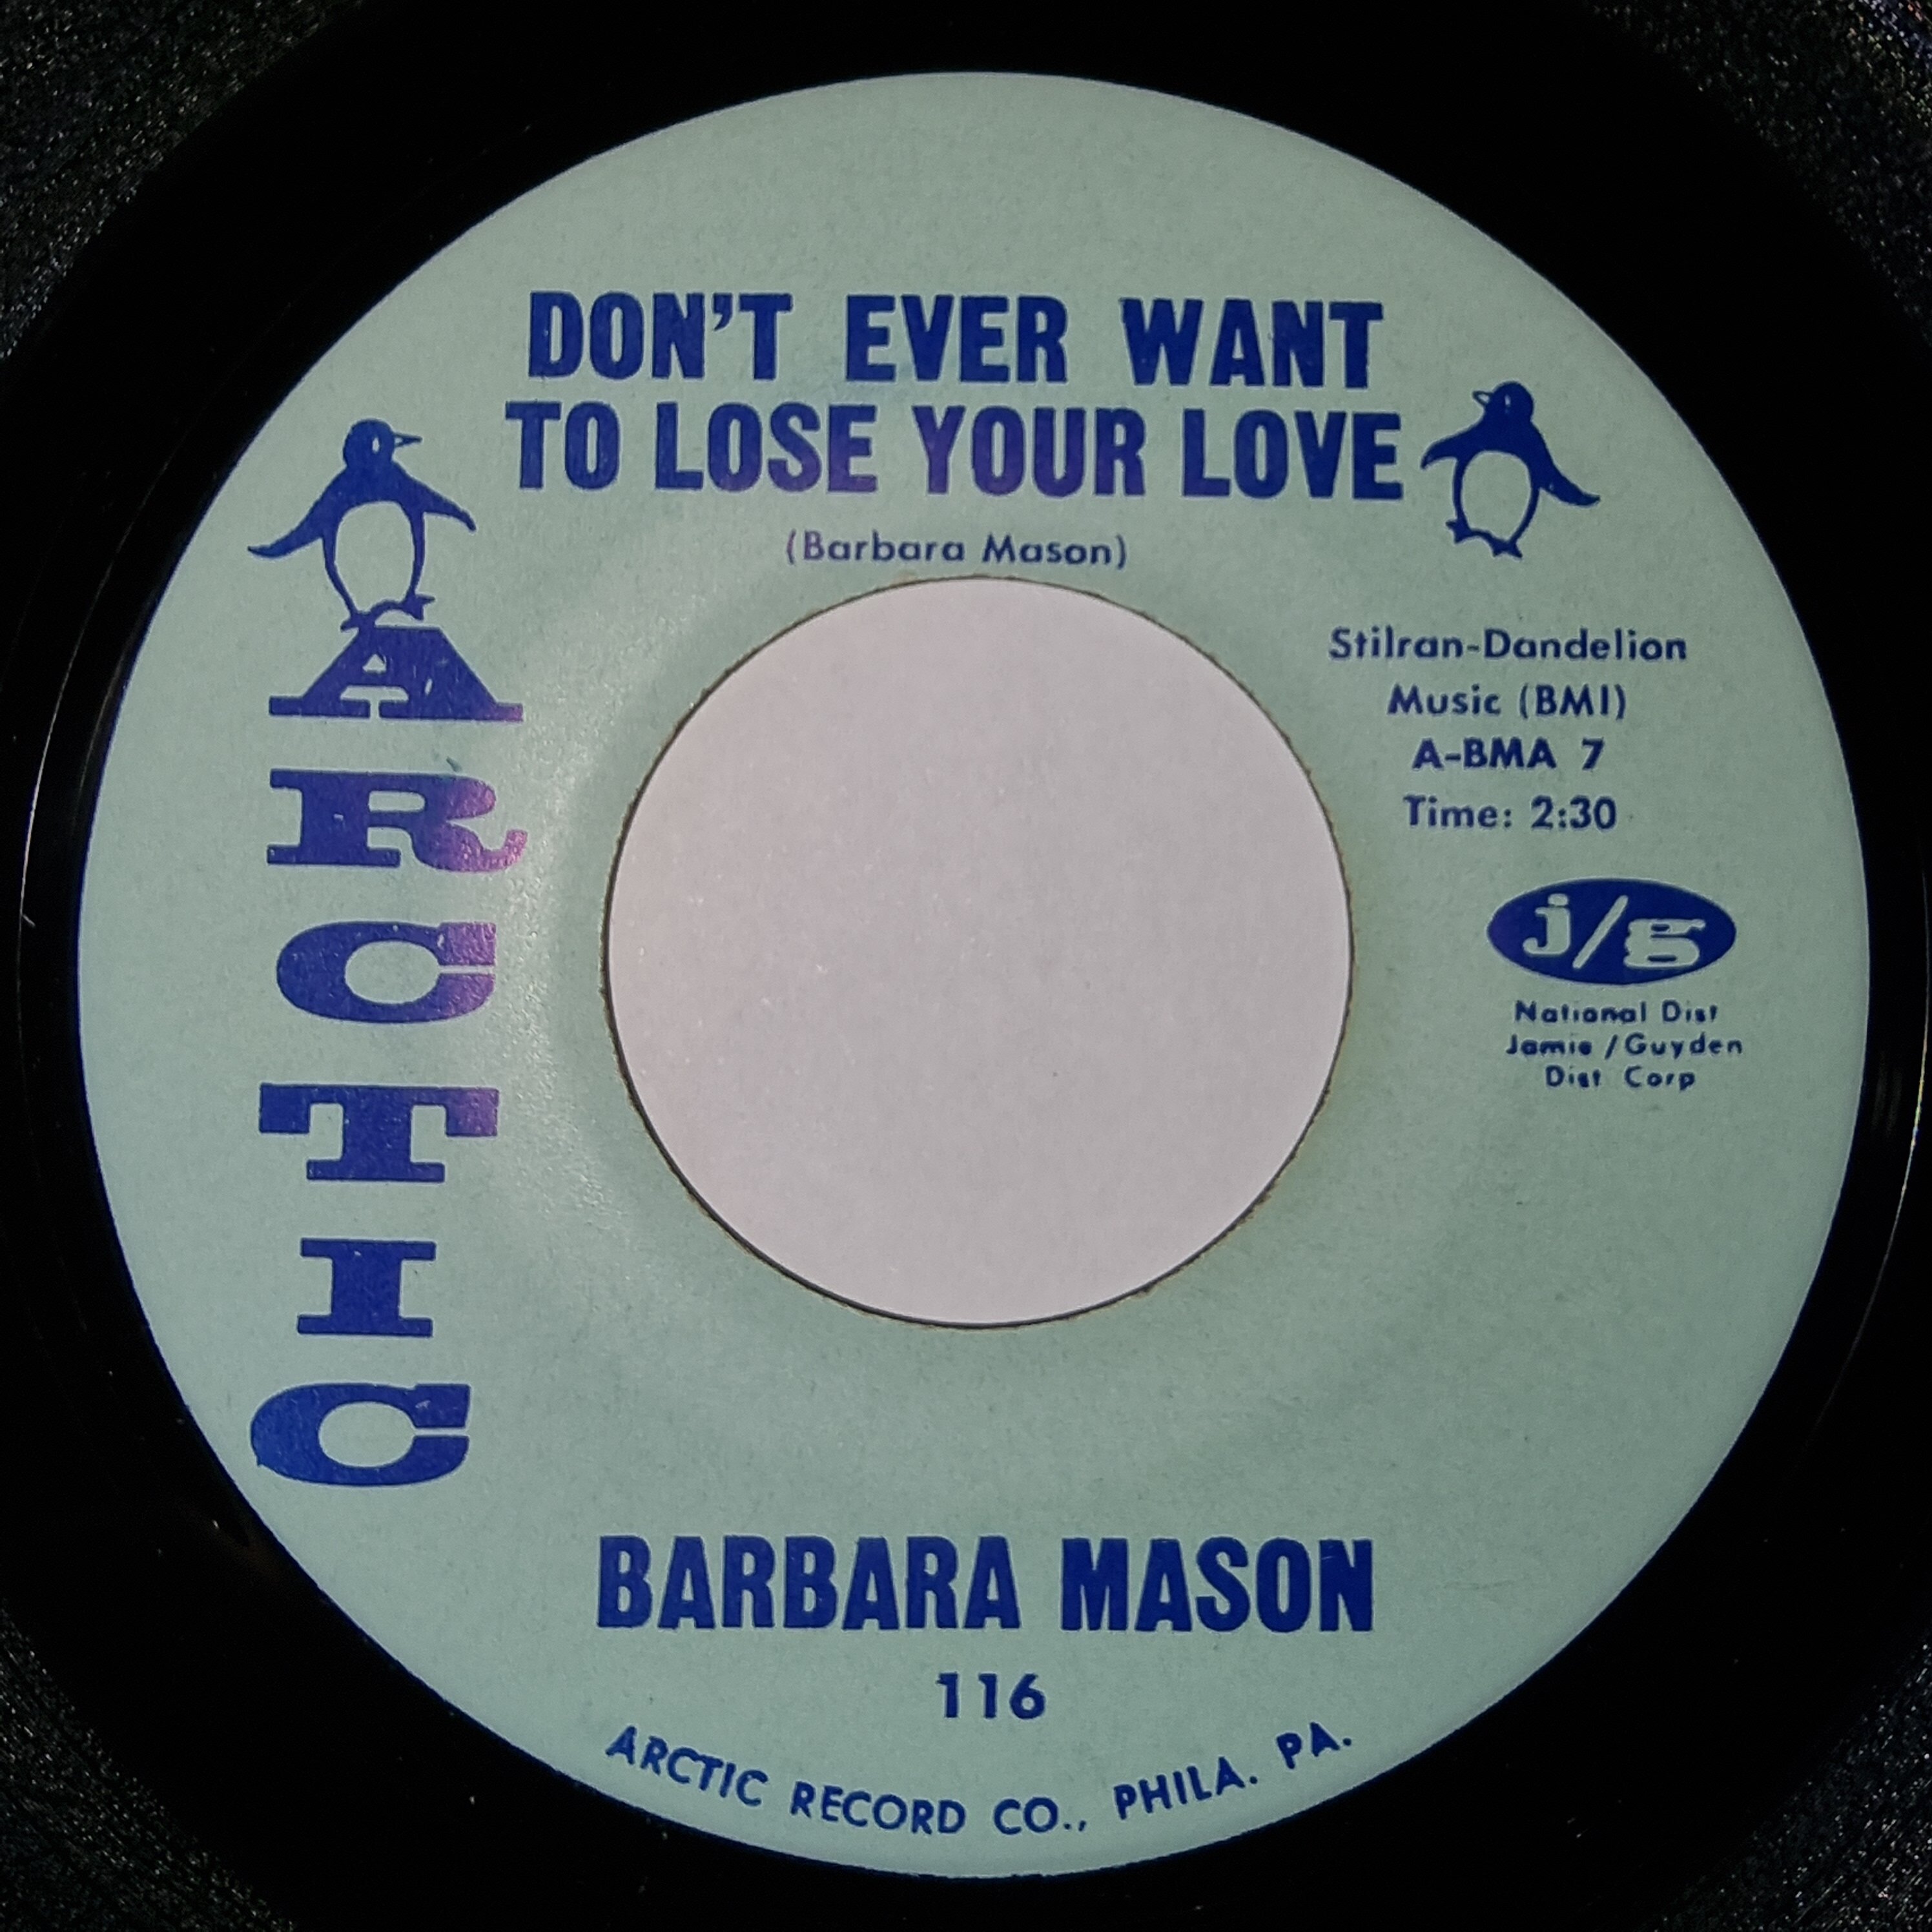 DON'T EVER WANT
TO LOSE YOUR LOVE
(Barbara Mason)
ARCTIC
Stilran-Dandelion
Music (BMI)
A-BMA 7
Time: 2:30
j/g
National Dist
Jamie / Guyden
Dist Corp
BARBARA MASON
116
ARCTIC RECORD CO., PHILA. PA.